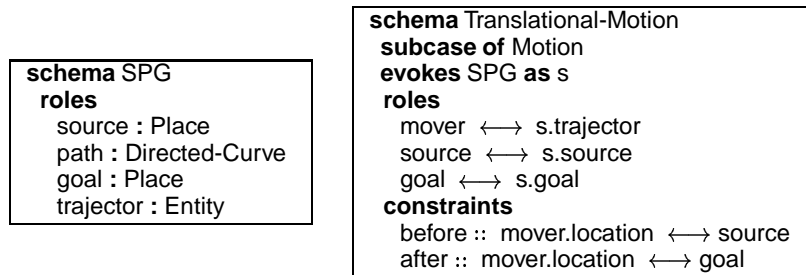 schema SPG
roles
source : Place
path : Directed-Curve
goal : Place
trajector : Entity
schema Translational-Motion
subcase of Motion
evokes SPG as s
roles
mover ⟷ s.trajector
source ⟷ s.source
goal ⟷ s.goal
constraints
before :: mover.location ⟷ source
after :: mover.location ⟷ goal